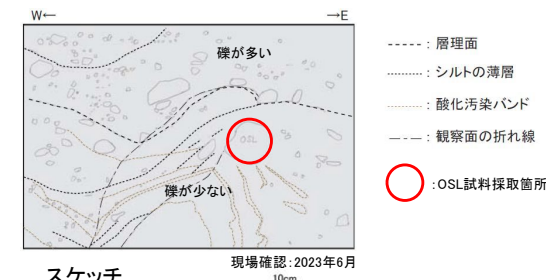 W← →E
礫が多い
OSL
礫が少ない
-----：層理面
………：シルトの薄層
………：酸化汚染バンド
—-—：観察面の折れ線
：OSL試料採取箇所
現場確認：2023年6月
スケッチ
10cm